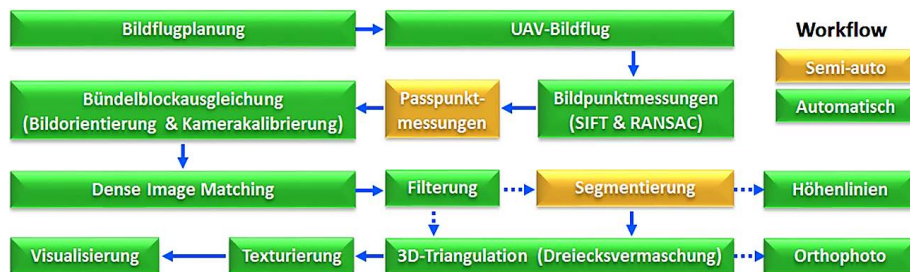 Bildflugplanung
UAV-Bildflug
Workflow
Semi-auto
Automatisch
Bündelblockausgleichung
(Bildorientierung & Kamerakalibrierung)
Passpunkt-
messungen
Bildpunktmessungen
(SIFT & RANSAC)
Dense Image Matching
Filterung
Segmentierung
Höhenlinien
Visualisierung
Texturierung
3D-Triangulation (Dreiecksvermaschung)
Orthophoto